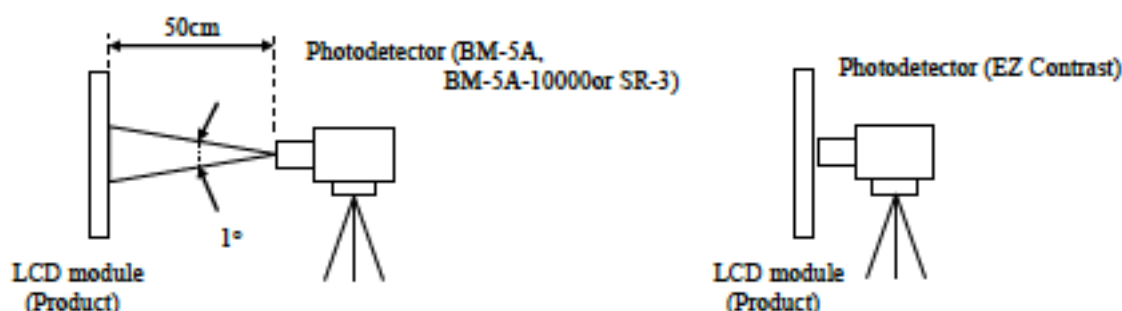 50cm
Photodetector (BM-5A,
BM-5A-10000or SR-3)
1°
LCD module
(Product)
Photodetector (EZ Contrast)
LCD module
(Product)